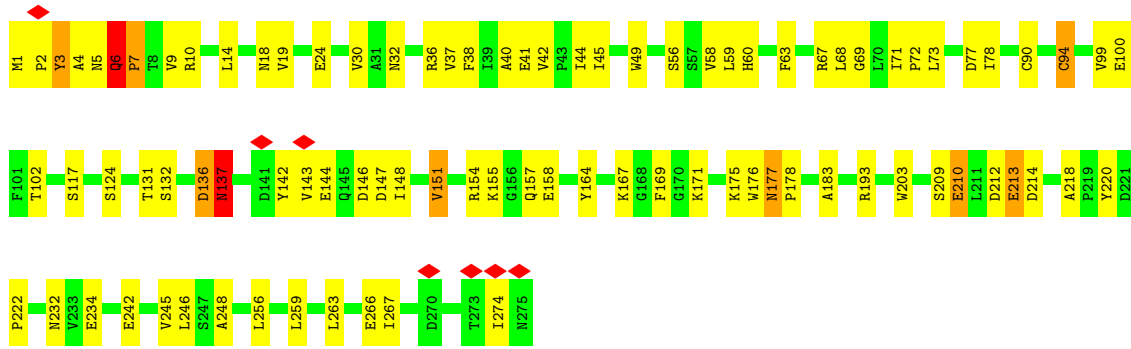 M1 P2 Y3 A4 N5 Q6 P7 T8 V9 R10 L14 N18 V19 E24 V30 A31 N32 R36 V37 F38 I39 A40 E41 V42 P43 I44 I45 W49 S56 S57 V58 L59 H60 F63 R67 L68 G69 L70 I71 P72 L73 D77 I78 C90 C94 V99 E100
F101 T102 S117 S124 T131 S132 D136 N137 D141 Y142 V143 E144 Q145 D146 D147 I148 V151 R154 K155 G156 Q157 E158 Y164 K167 G168 F169 G170 K171 K175 W176 N177 P178 A183 R193 W203 S209 E210 L211 D212 E213 D214 A218 P219 Y220 D221
P222 N232 V233 E234 E242 V245 L246 S247 A248 L256 L259 L263 E266 I267 D270 T273 I274 N275